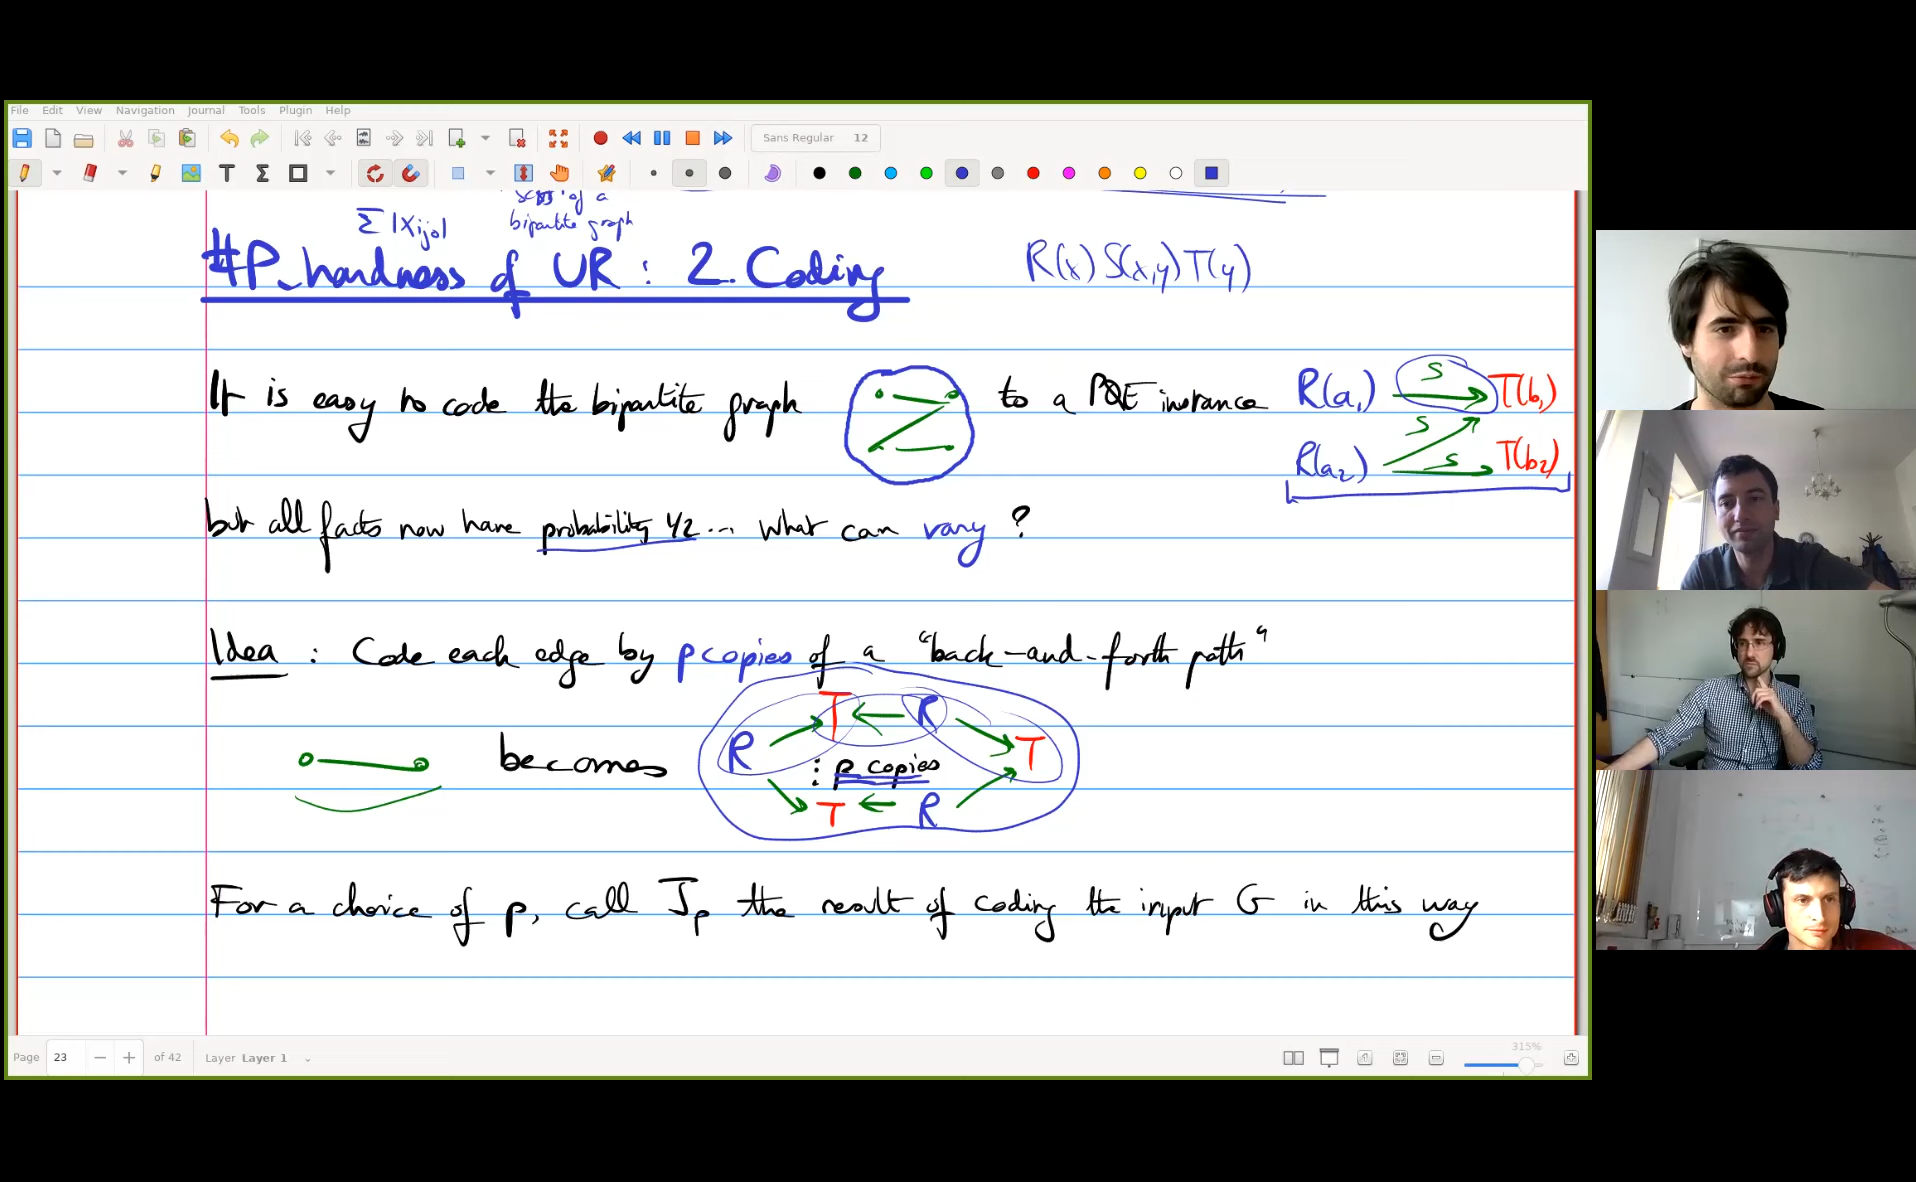 File Edit View Navigation Journal Tools Plugin Help
Sans Regular 12
of a
Σ |Xijo| bipartite graph
#P-hardness of UR : 2. Coding R(x) S(x,y) T(y)
It is easy to code the bipartite graph to a PQE instance R(a1) S T(b1)
S
R(a2) S T(b2)
but all facts now have probability 1/2 ... what can vary ?
Idea : Code each edge by p copies of a "back-and-forth path"
T R
becomes R T
: p copies
T R
For a choice of p, call Jp the result of coding the input G in this way
Page 23 of 42 Layer Layer 1 315%